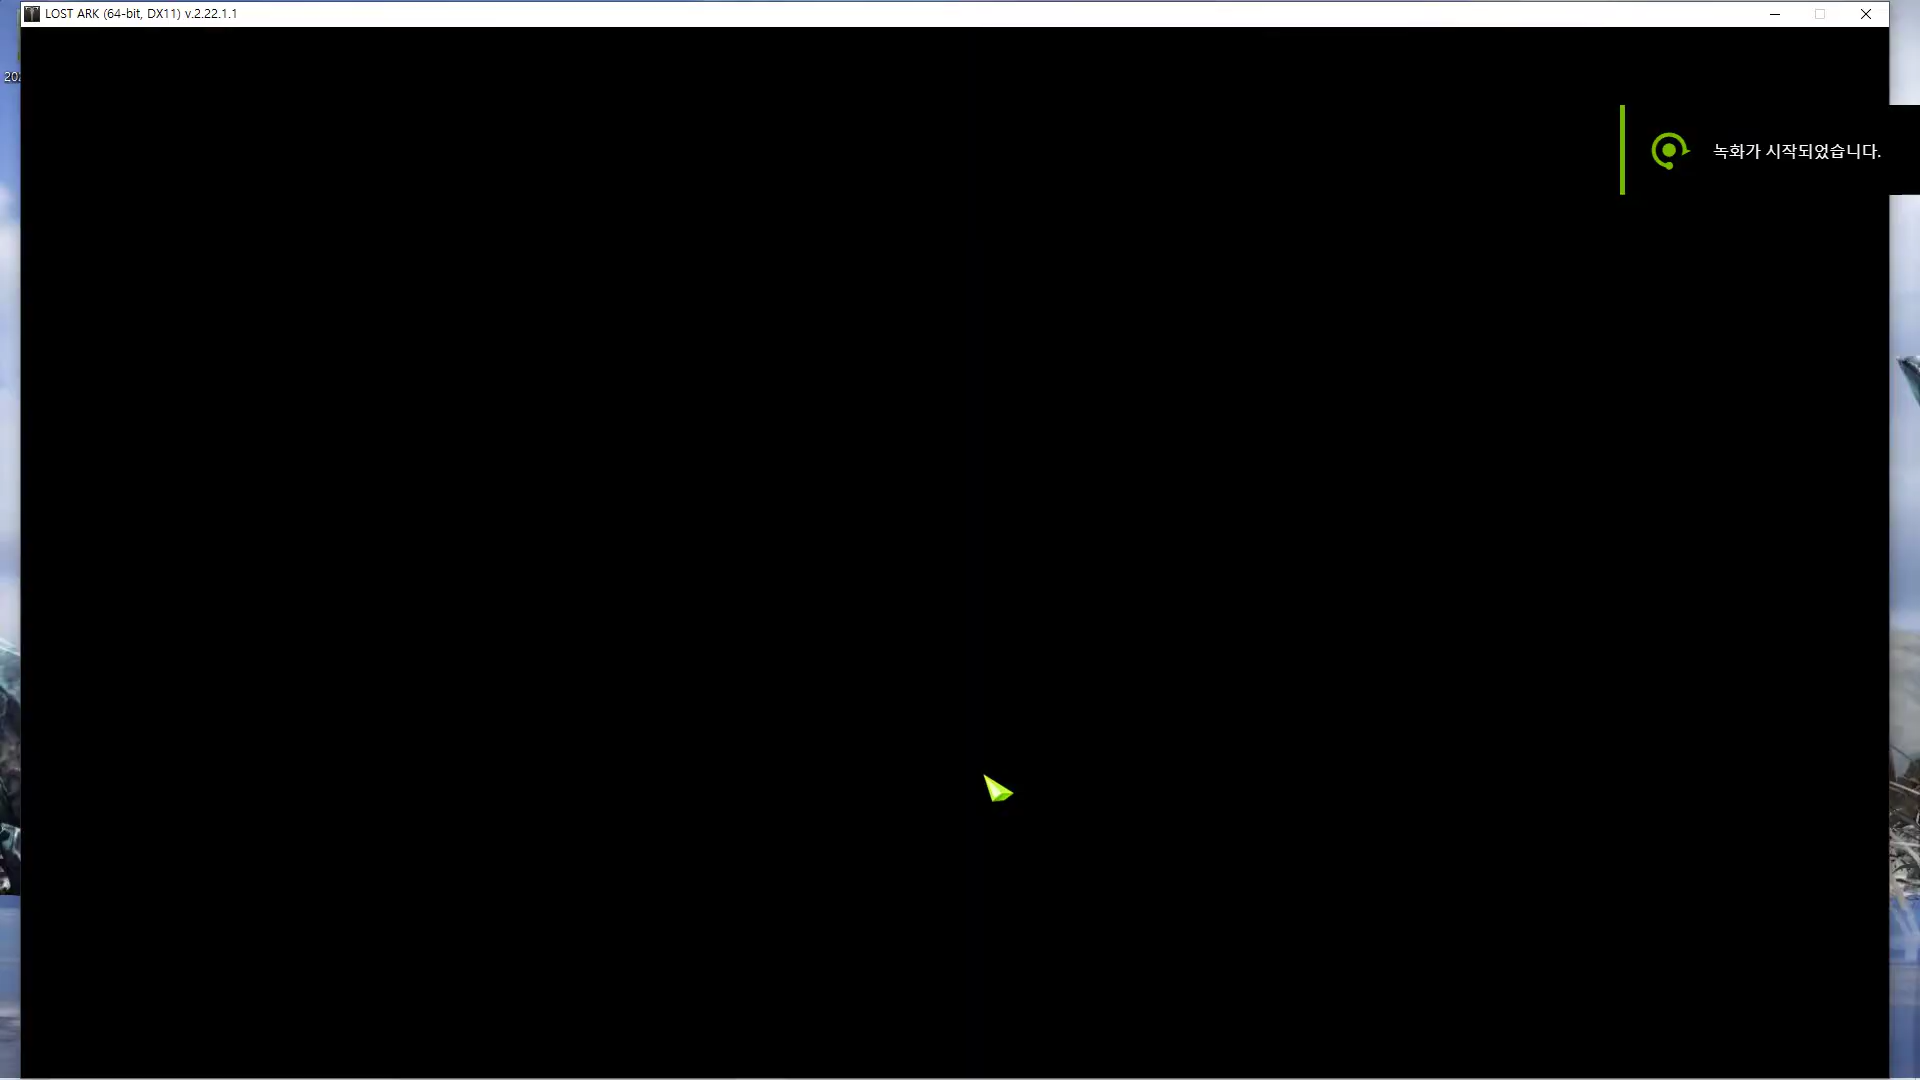 LOST ARK (64-bit, DX11) v.2.22.1.1
녹화가 시작되었습니다.